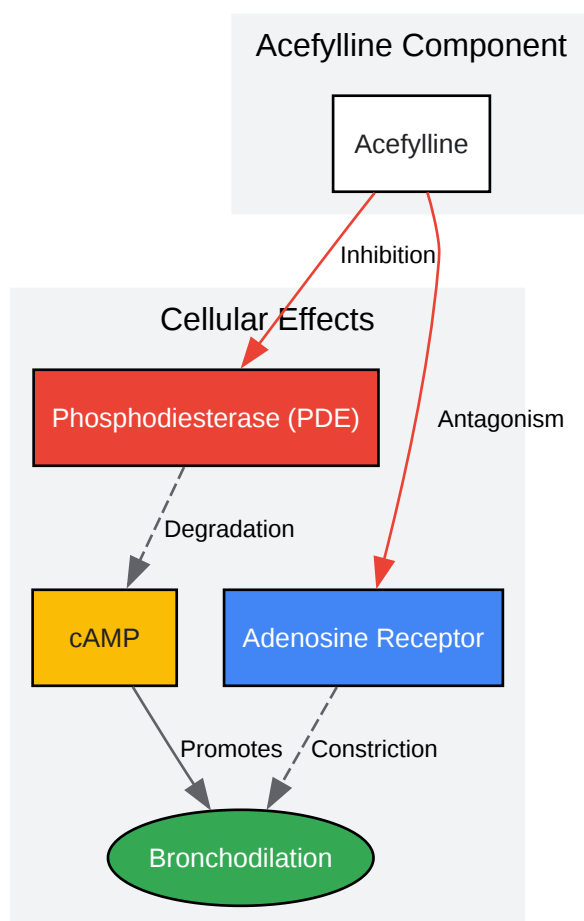 Acefylline Component
Acefylline
Inhibition
Cellular Effects
Phosphodiesterase (PDE)
Antagonism
Degradation
cAMP
Adenosine Receptor
Promotes
Constriction
Bronchodilation